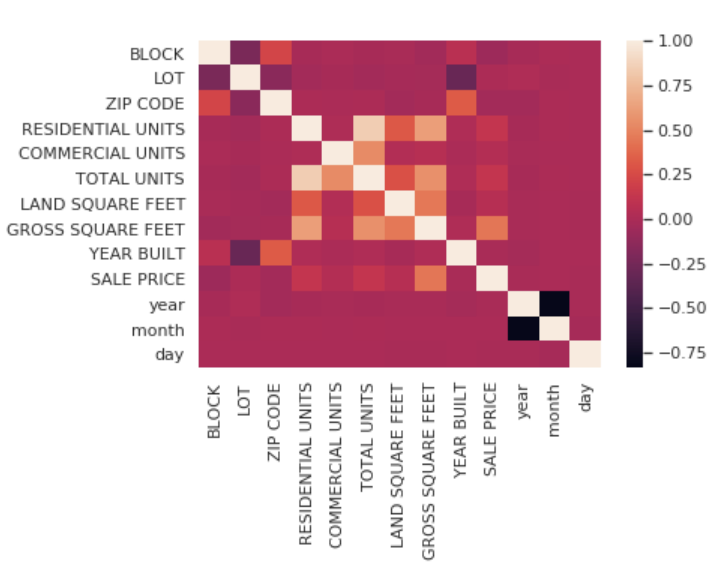 BLOCK
LOT
ZIP CODE
RESIDENTIAL UNITS
COMMERCIAL UNITS
TOTAL UNITS
LAND SQUARE FEET
GROSS SQUARE FEET
YEAR BUILT
SALE PRICE
year
month
day
1.00
0.75
0.50
0.25
0.00
−0.25
−0.50
−0.75
BLOCK
LOT
ZIP CODE
RESIDENTIAL UNITS
COMMERCIAL UNITS
TOTAL UNITS
LAND SQUARE FEET
GROSS SQUARE FEET
YEAR BUILT
SALE PRICE
year
month
day